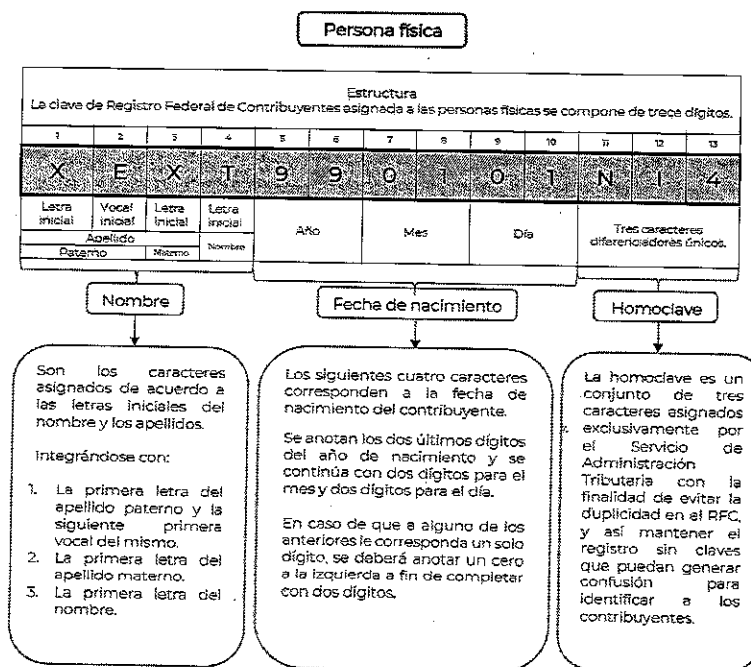 Persona física
Estructura
La clave de Registro Federal de Contribuyentes asignada a las personas físicas se compone de trece dígitos.
1 2 3 4 5 6 7 8 9 10 11 12 13
X E X T 9 9 0 1 0 1 N I 4
Letra inicial Vocal inicial Letra inicial Letra inicial Año Mes Día Tres caracteres diferenciadores únicos.
Apellido
Paterno Materno Nombre
Nombre
Son los caracteres
asignados de acuerdo a
las letras iniciales del
nombre y los apellidos.
Integrándose con:
1. La primera letra del
apellido paterno y la
siguiente primera
vocal del mismo.
2. La primera letra del
apellido materno.
3. La primera letra del
nombre.
Fecha de nacimiento
Los siguientes cuatro caracteres
corresponden a la fecha de
nacimiento del contribuyente.
Se anotan los dos últimos dígitos
del año de nacimiento y se
continúa con dos dígitos para el
mes y dos dígitos para el día.
En caso de que a alguno de los
anteriores le corresponda un solo
dígito, se deberá anotar un cero
a la izquierda a fin de completar
con dos dígitos.
Homoclave
La homoclave es un
conjunto de tres
caracteres asignados
exclusivamente por
el Servicio de
Administración
Tributaria con la
finalidad de evitar la
duplicidad en el RFC,
y así mantener el
registro sin claves
que puedan generar
confusión para
identificar a los
contribuyentes.